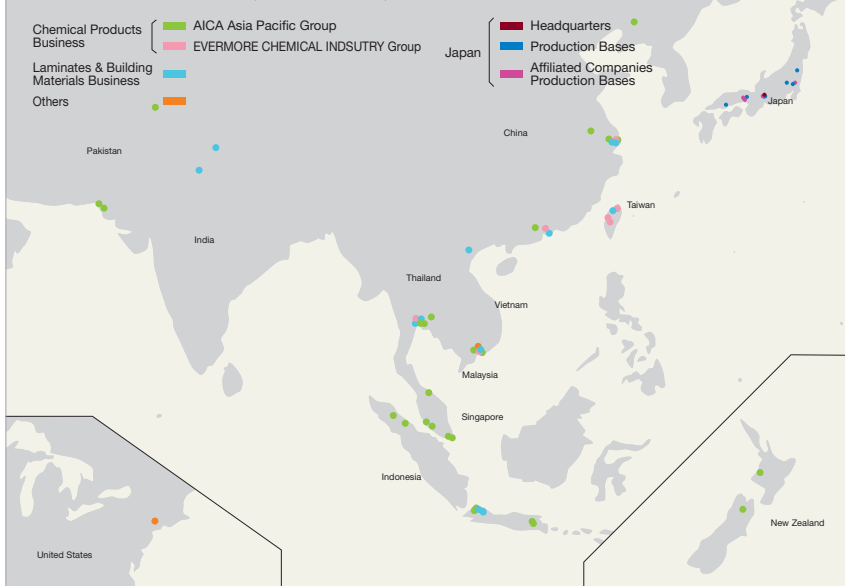 Chemical Products
Business
AICA Asia Pacific Group
EVERMORE CHEMICAL INDSUTRY Group
Laminates & Building
Materials Business
Others
Japan
Headquarters
Production Bases
Affiliated Companies
Production Bases
Japan
China
Pakistan
Taiwan
India
Thailand
Vietnam
Malaysia
Singapore
Indonesia
New Zealand
United States